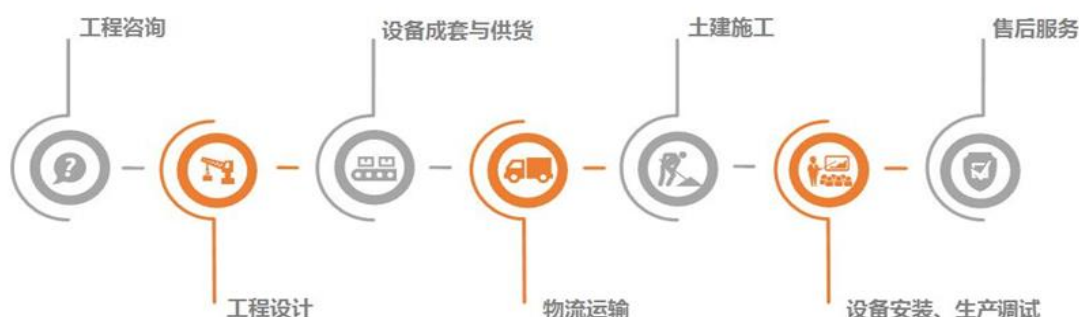 工程咨询
设备成套与供货
土建施工
售后服务
?
工程设计
物流运输
设备安装、生产调试